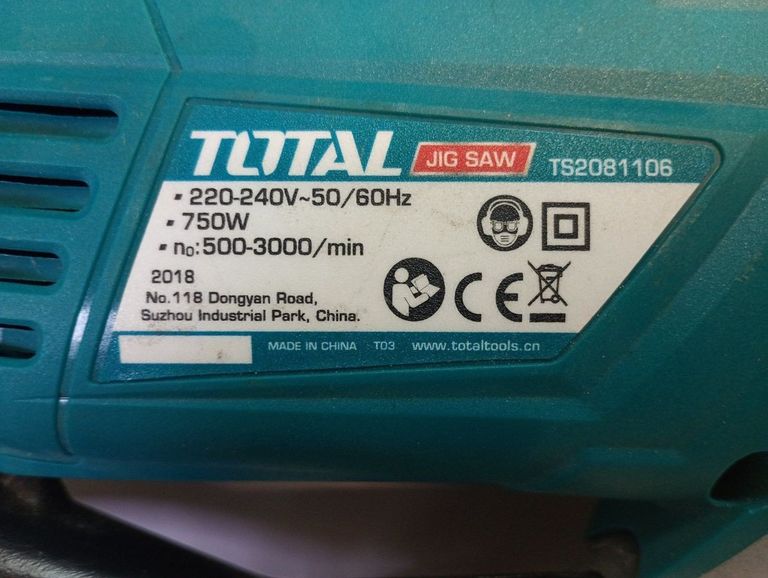 TOTAL JIG SAW TS2081106
▪ 220-240V~50/60Hz
▪ 750W
▪ n₀:500-3000/min
2018
No.118 Dongyan Road,
Suzhou Industrial Park, China.
CE
MADE IN CHINA T03 www.totaltools.cn